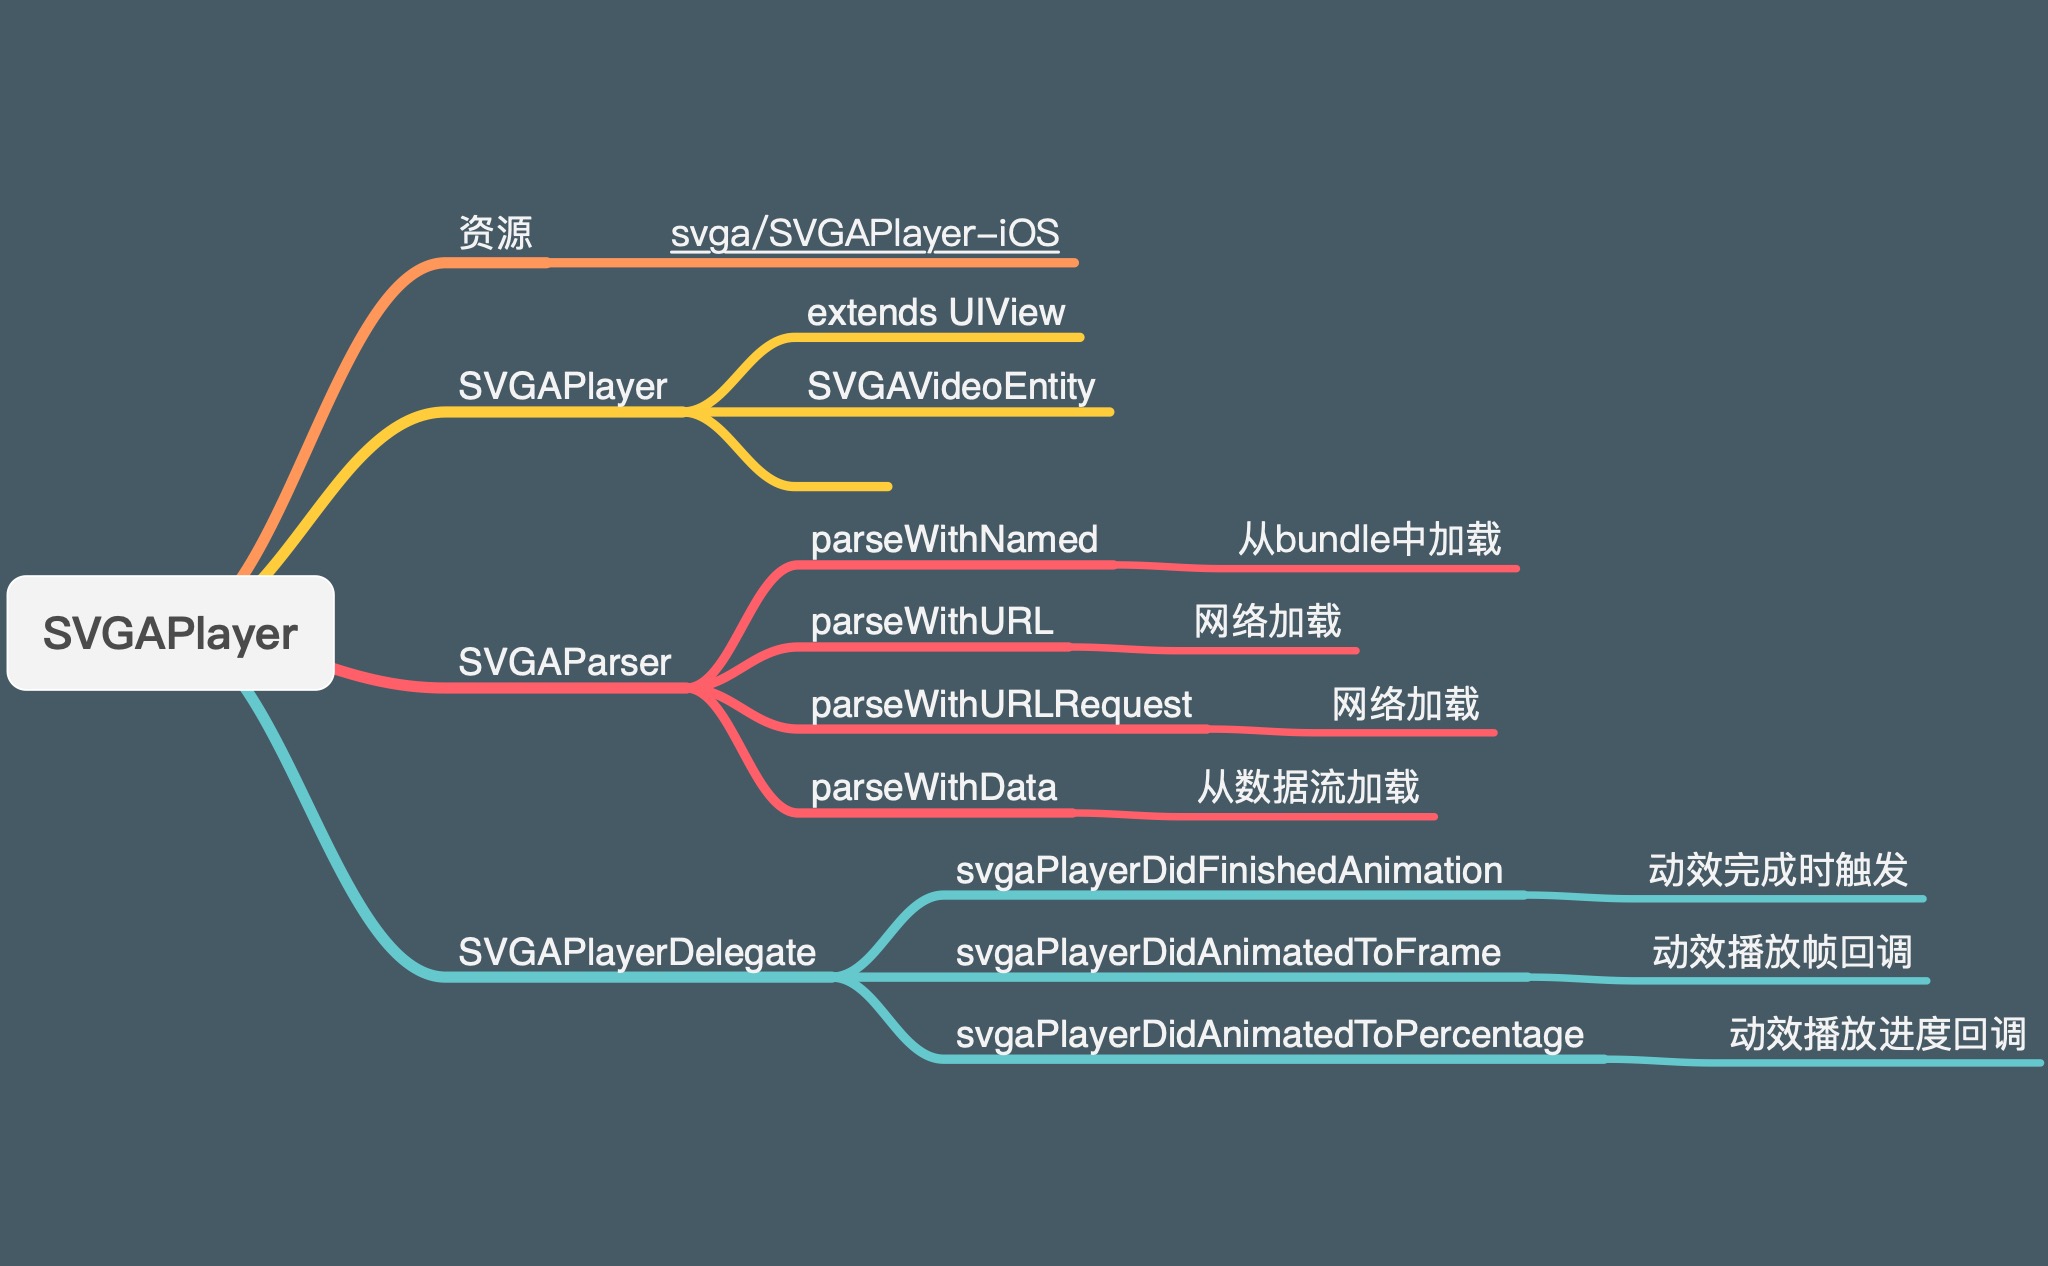 资源
svga/SVGAPlayer-iOS
extends UIView
SVGAPlayer
SVGAVideoEntity
SVGAPlayer
SVGAParser
parseWithNamed
从bundle中加载
parseWithURL
网络加载
parseWithURLRequest
网络加载
parseWithData
从数据流加载
SVGAPlayerDelegate
svgaPlayerDidFinishedAnimation
动效完成时触发
svgaPlayerDidAnimatedToFrame
动效播放帧回调
svgaPlayerDidAnimatedToPercentage
动效播放进度回调